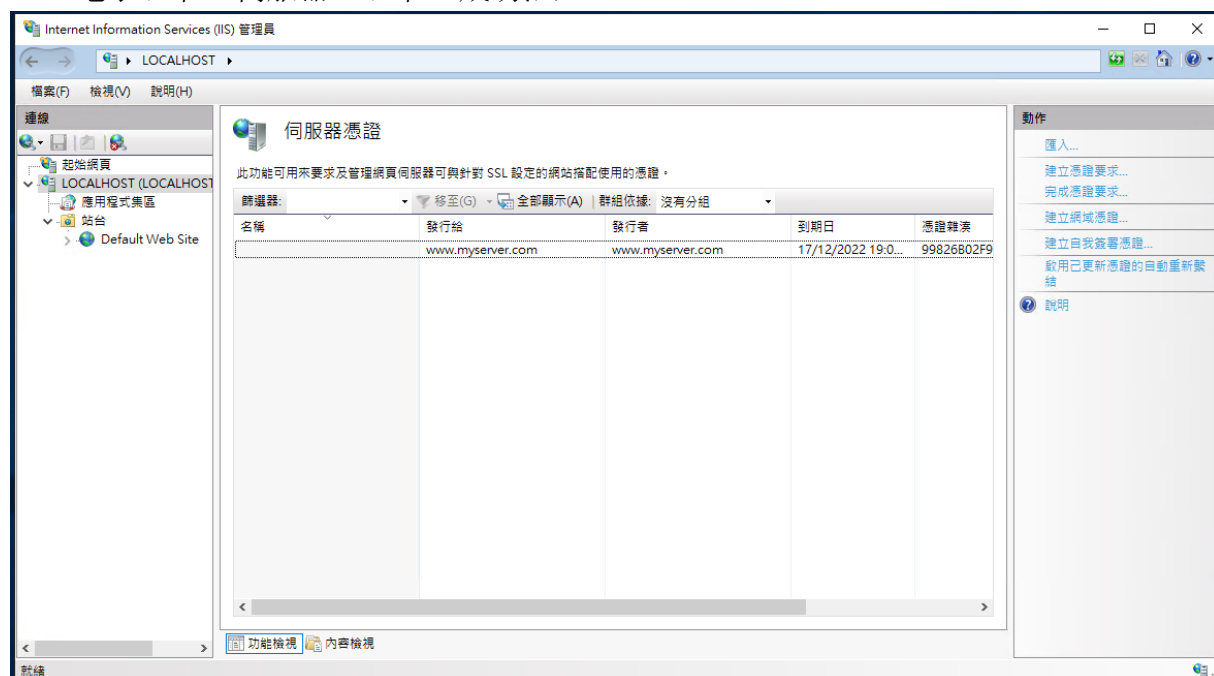 Internet Information Services (IIS) 管理員
LOCALHOST
檔案(F) 檢視(V) 說明(H)
連線
起始網頁
LOCALHOST (LOCALHOST
應用程式集區
站台
Default Web Site
伺服器憑證
此功能可用來要求及管理網頁伺服器可與針對 SSL 設定的網站搭配使用的憑證。
篩選器: 移至(G) 全部顯示(A) 群組依據: 沒有分組
名稱 發行給 發行者 到期日 憑證雜湊
www.myserver.com www.myserver.com 17/12/2022 19:0... 99826B02F9
功能檢視 內容檢視
動作
匯入...
建立憑證要求...
完成憑證要求...
建立網域憑證...
建立自我簽署憑證...
啟用已更新憑證的自動重新繫
結
說明
就緒